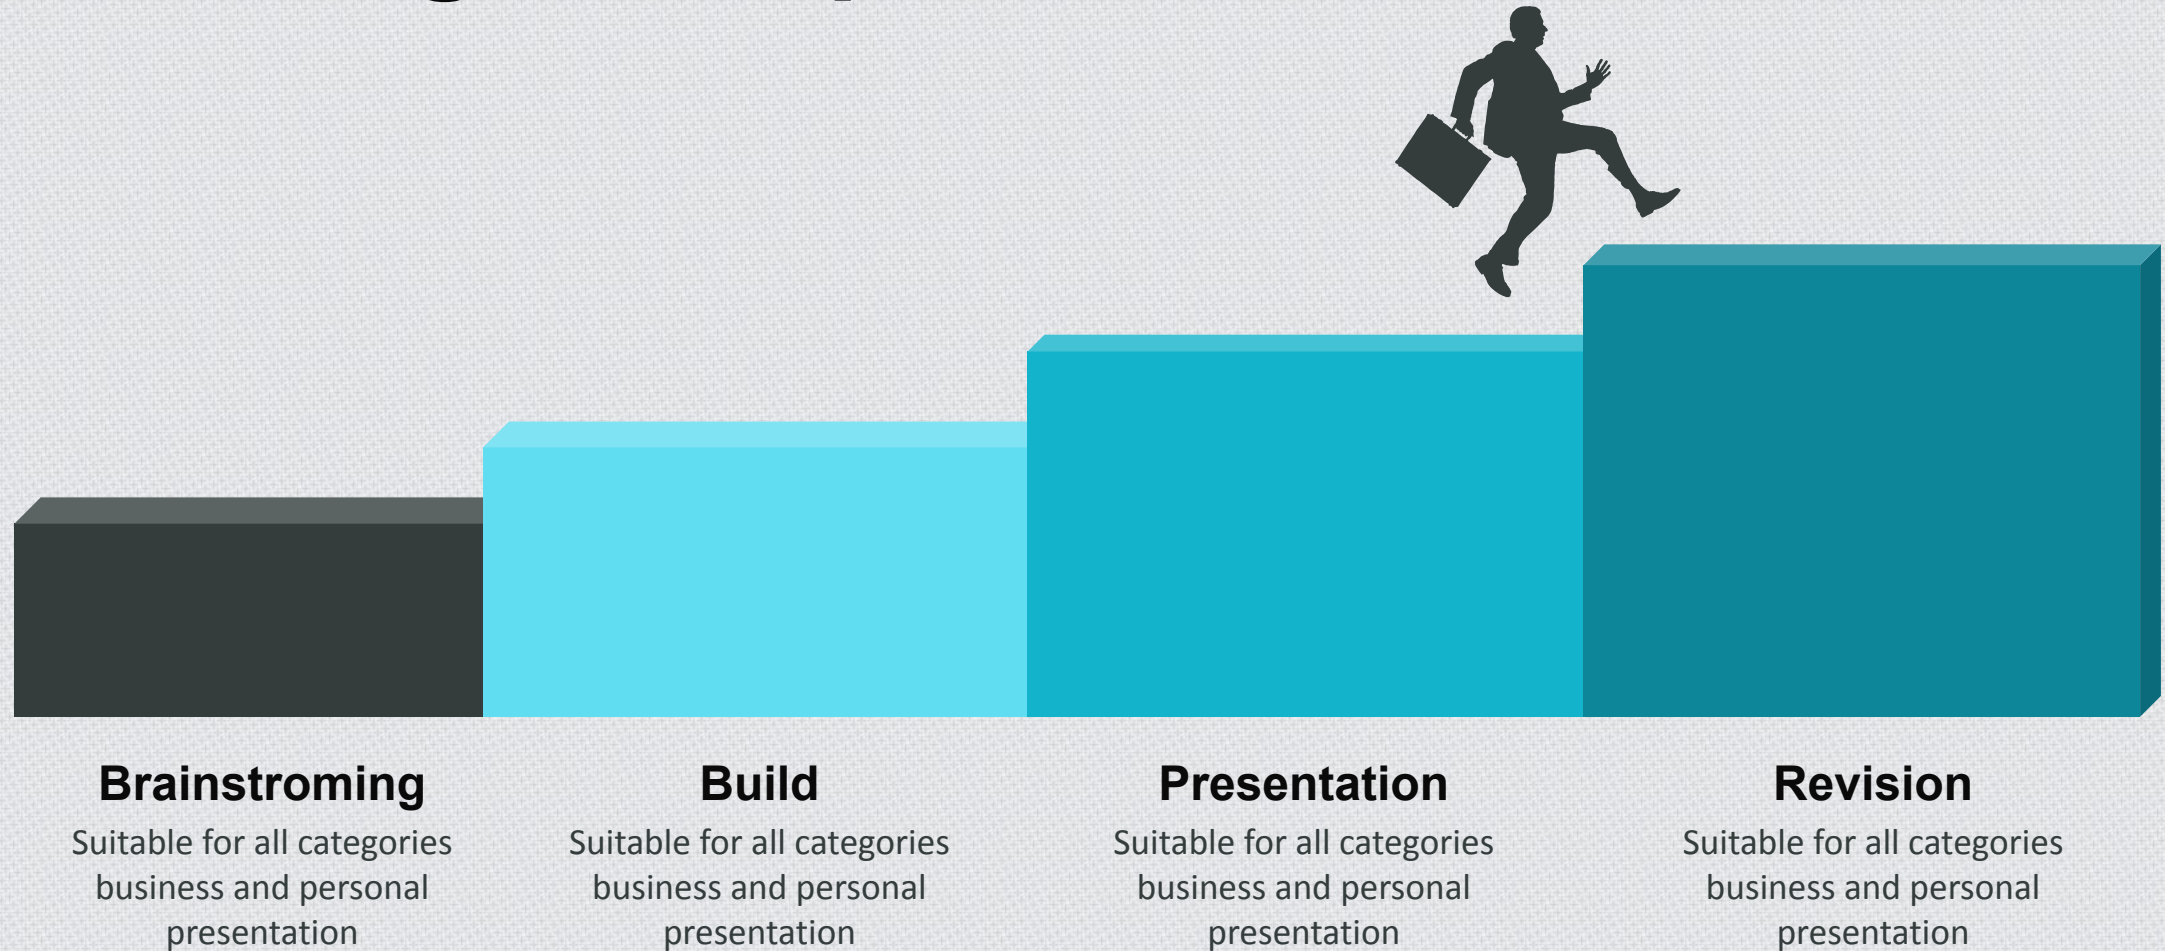 Brainstroming
Suitable for all categories
business and personal
presentation
Build
Suitable for all categories
business and personal
presentation
Presentation
Suitable for all categories
business and personal
presentation
Revision
Suitable for all categories
business and personal
presentation